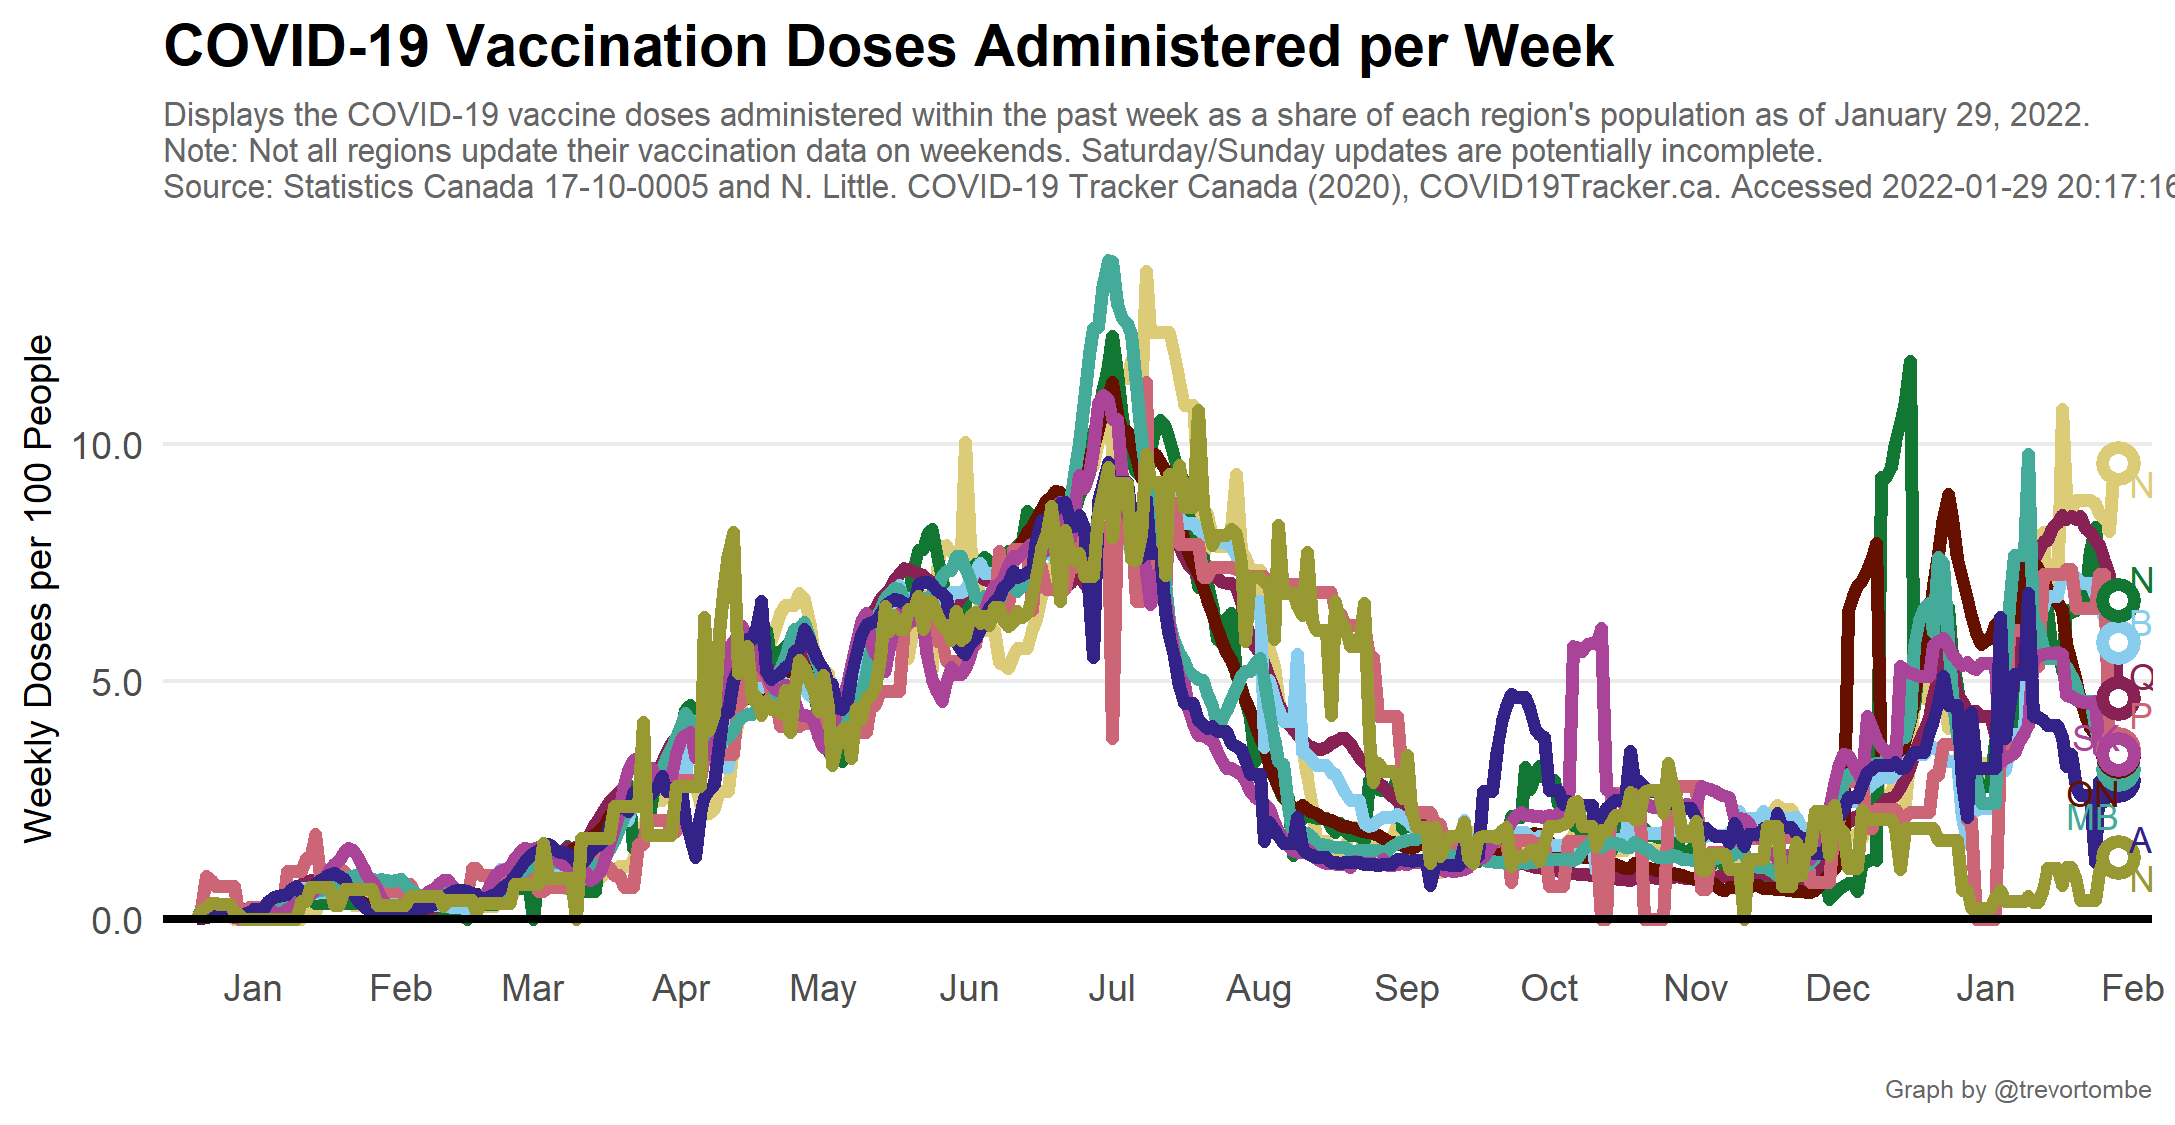 COVID-19 Vaccination Doses Administered per Week
Displays the COVID-19 vaccine doses administered within the past week as a share of each region's population as of January 29, 2022.
Note: Not all regions update their vaccination data on weekends. Saturday/Sunday updates are potentially incomplete.
Source: Statistics Canada 17-10-0005 and N. Little. COVID-19 Tracker Canada (2020), COVID19Tracker.ca. Accessed 2022-01-29 20:17:16
Weekly Doses per 100 People
10.0
5.0
0.0
N
N
B
Q
P
SK
ON
MB
A
N
Jan Feb Mar Apr May Jun Jul Aug Sep Oct Nov Dec Jan Feb
Graph by @trevortombe